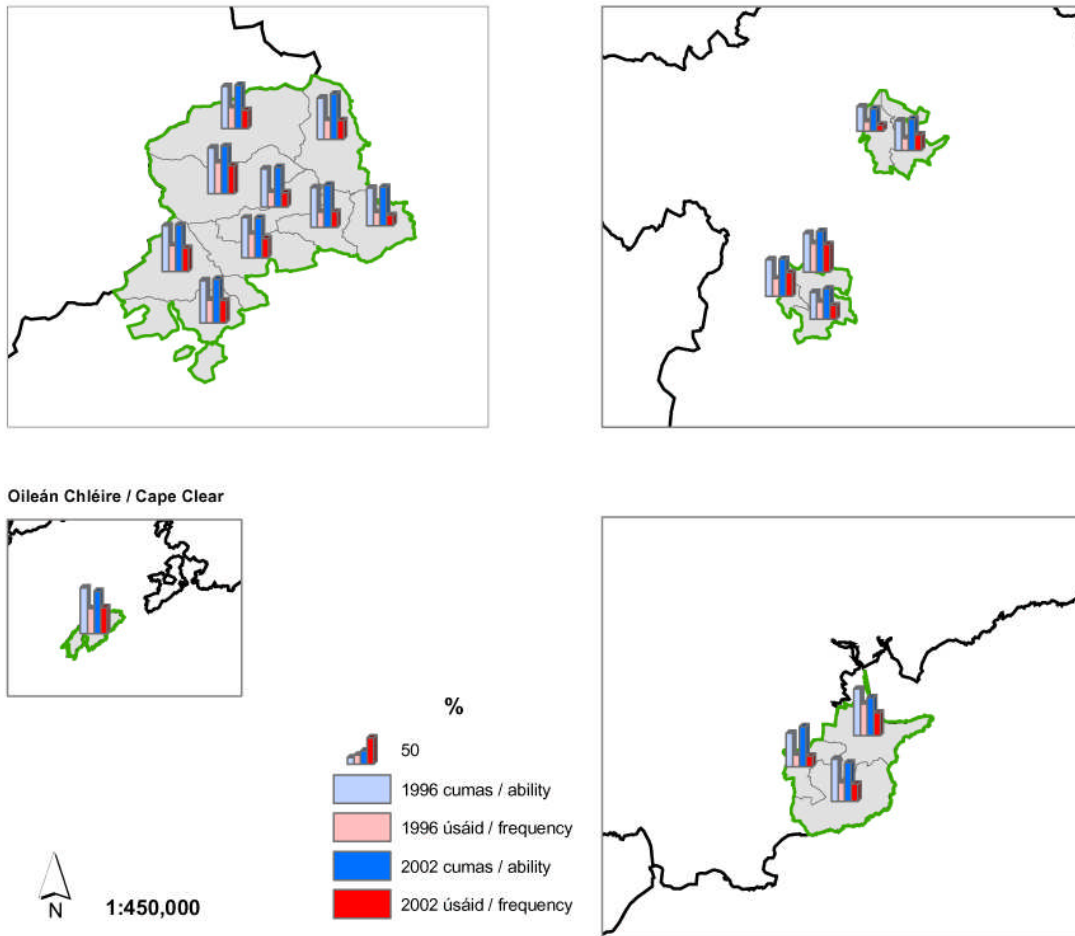 Oileán Chléire / Cape Clear
%
50
1996 cumas / ability
1996 úsáid / frequency
2002 cumas / ability
2002 úsáid / frequency
N
1:450,000